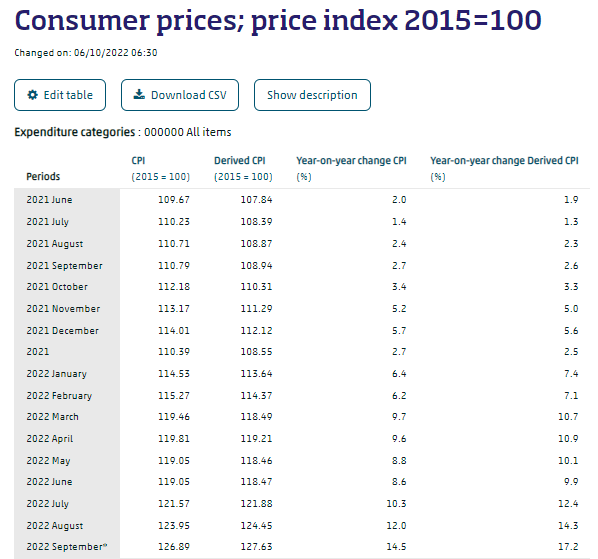 Consumer prices; price index 2015=100
Changed on: 06/10/2022 06:30
Edit table Download CSV Show description
Expenditure categories : 000000 All items
CPI Derived CPI Year-on-year change CPI Year-on-year change Derived CPI
Periods (2015 = 100) (2015 = 100) (%) (%)
2021 June 109.67 107.84 2.0 1.9
2021 July 110.23 108.39 1.4 1.3
2021 August 110.71 108.87 2.4 2.3
2021 September 110.79 108.94 2.7 2.6
2021 October 112.18 110.31 3.4 3.3
2021 November 113.17 111.29 5.2 5.0
2021 December 114.01 112.12 5.7 5.6
2021 110.39 108.55 2.7 2.5
2022 January 114.53 113.64 6.4 7.4
2022 February 115.27 114.37 6.2 7.1
2022 March 119.46 118.49 9.7 10.7
2022 April 119.81 119.21 9.6 10.9
2022 May 119.05 118.46 8.8 10.1
2022 June 119.05 118.47 8.6 9.9
2022 July 121.57 121.88 10.3 12.4
2022 August 123.95 124.45 12.0 14.3
2022 September* 126.89 127.63 14.5 17.2